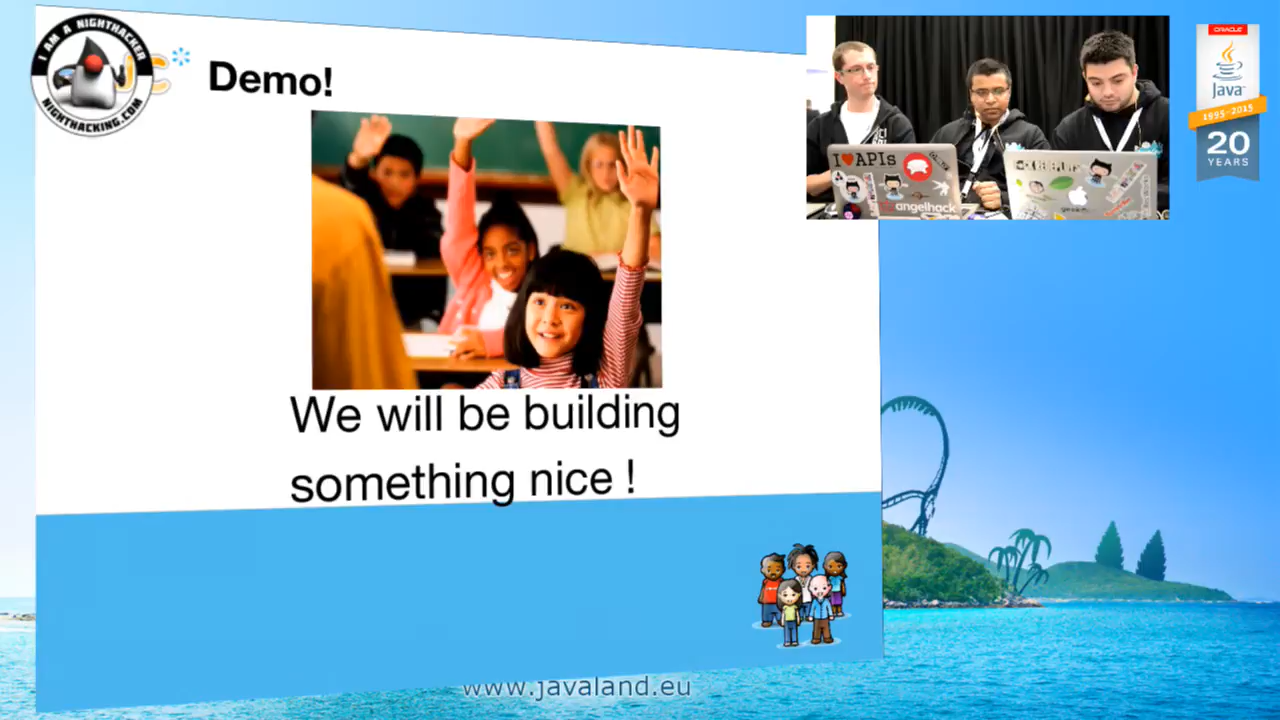 I AM A NIGHTHACKER
NIGHTHACKING.COM
Demo!
We will be building
something nice !
I ♥ APIs
angelhack
ORACLE
Java
1995-2015
20
YEARS
www.javaland.eu